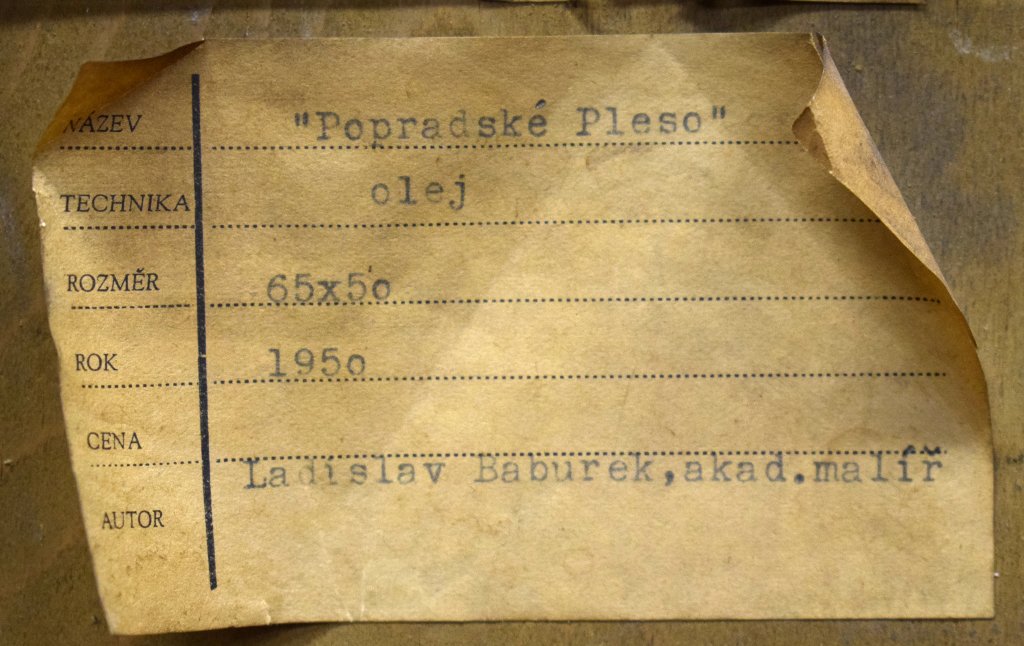 NÁZEV "Popradské Pleso"
TECHNIKA olej
ROZMĚR 65x5o
ROK 195o
CENA
Ladislav Baburek,akad.malíř
AUTOR